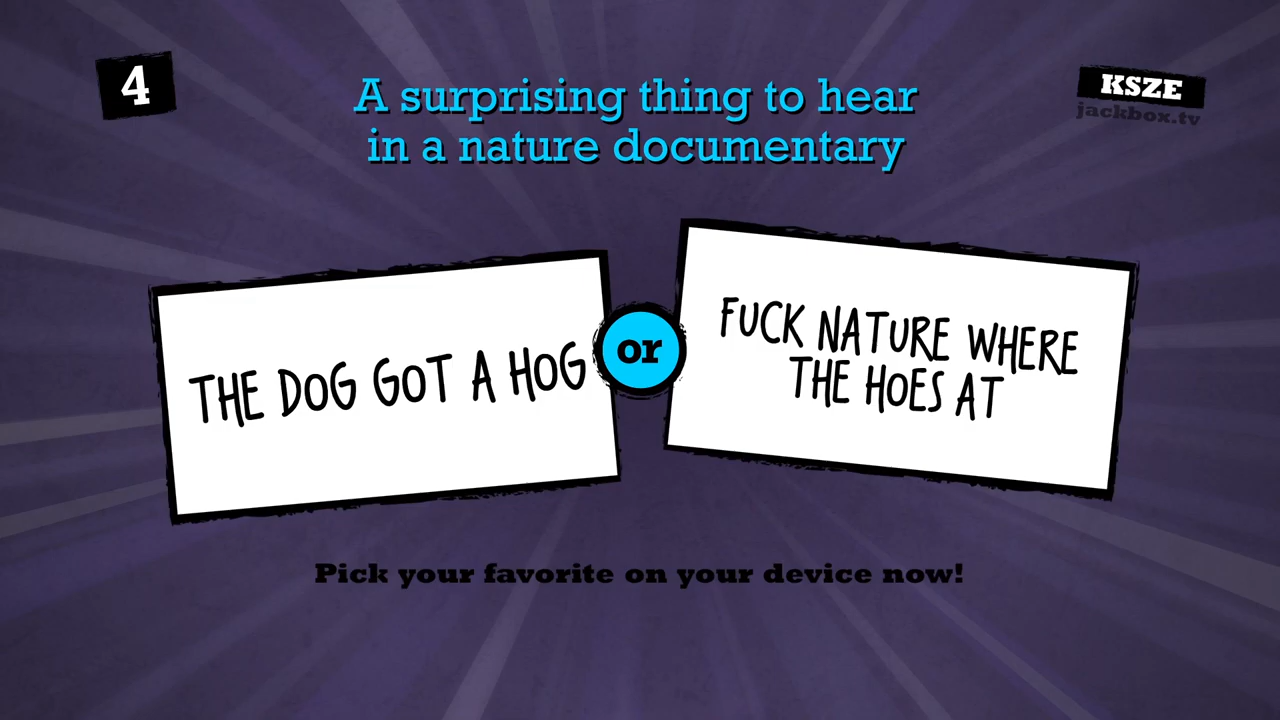 4
A surprising thing to hear
in a nature documentary
KSZE
jackbox.tv
THE DOG GOT A HOG
or
FUCK NATURE WHERE
THE HOES AT
Pick your favorite on your device now!